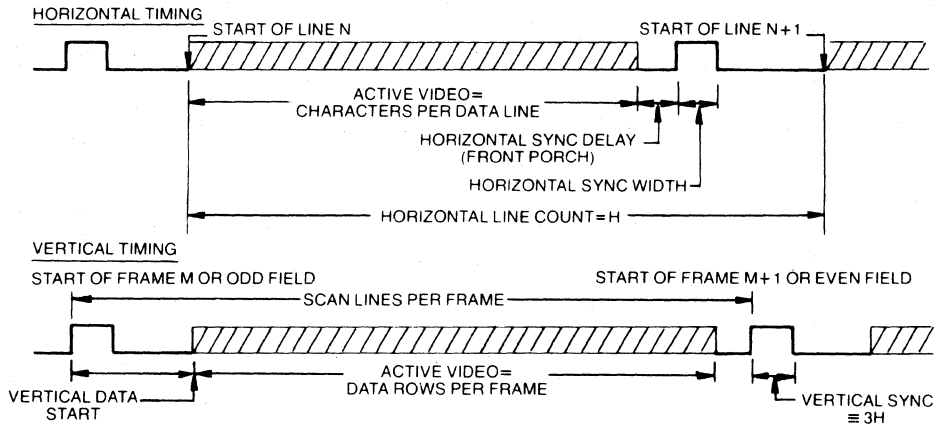 HORIZONTAL TIMING
START OF LINE N
START OF LINE N+1
ACTIVE VIDEO=
CHARACTERS PER DATA LINE
HORIZONTAL SYNC DELAY
(FRONT PORCH)
HORIZONTAL SYNC WIDTH
HORIZONTAL LINE COUNT=H
VERTICAL TIMING
START OF FRAME M OR ODD FIELD
START OF FRAME M+1 OR EVEN FIELD
SCAN LINES PER FRAME
ACTIVE VIDEO=
DATA ROWS PER FRAME
VERTICAL DATA
START
VERTICAL SYNC
≡ 3H